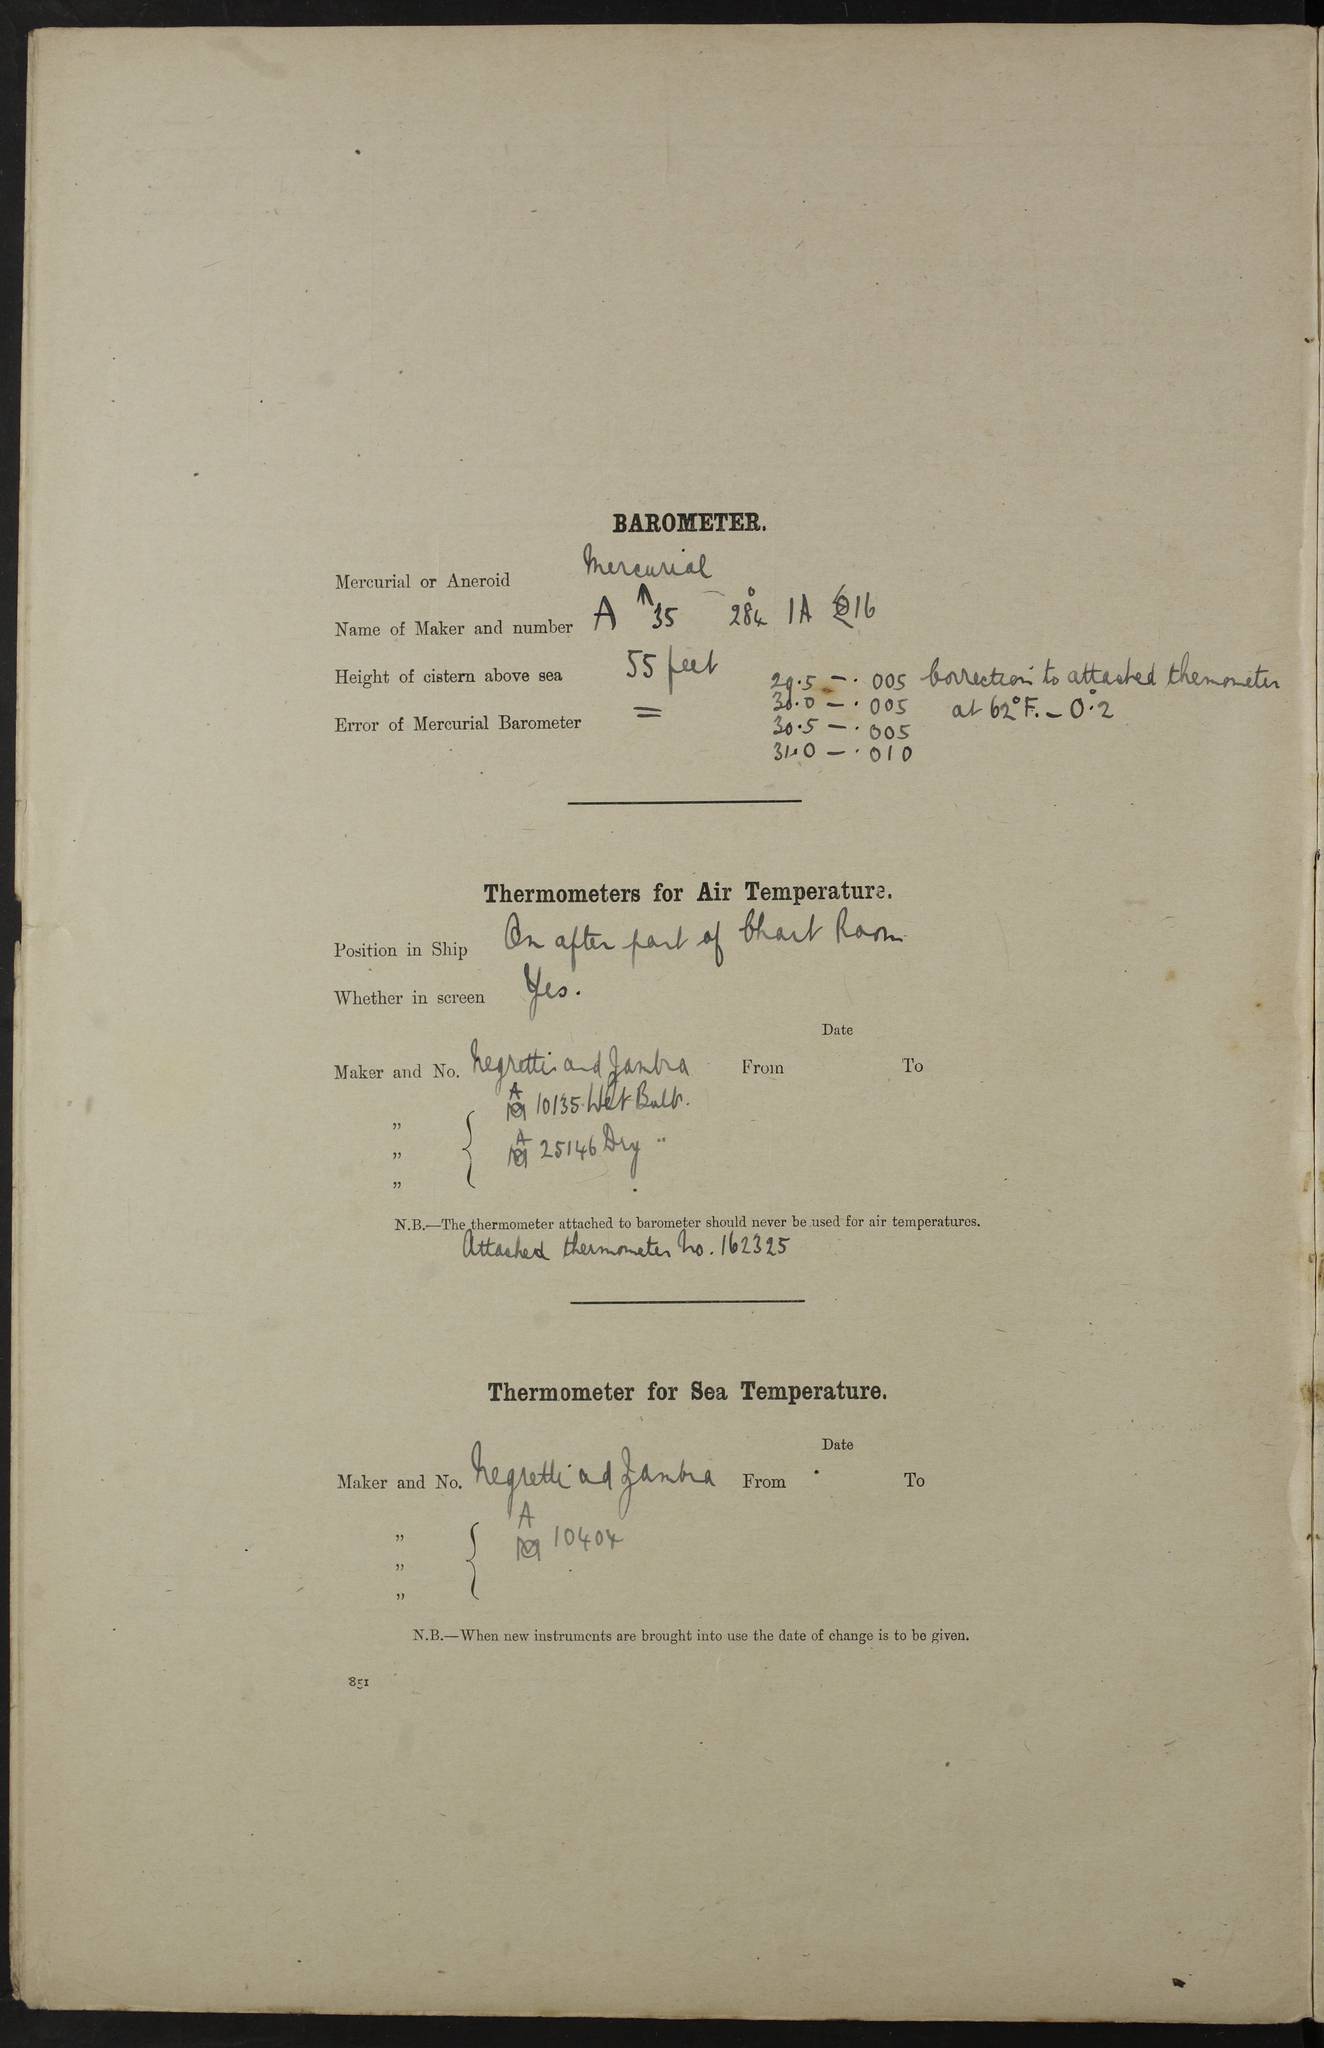 BAROMETER.
Mercurial or Aneroid Mercurial
Name of Maker and number A ↑ 35 28°4 1A 16
Height of cistern above sea 55 feet
29.5 - .005 Correction to attached thermometer
30.0 - .005 at 62°F. - 0°.2
Error of Mercurial Barometer =
30.5 - .005
31.0 - .010
Thermometers for Air Temperature.
Position in Ship On after part of Chart Room
Whether in screen Yes.
Date
Maker and No. Negretti and Zambra From To
A
„ 10135 Wet Bulb.
A
„ 25146 Dry "
„
N.B.—The thermometer attached to barometer should never be used for air temperatures.
Attached thermometer No. 162325
Thermometer for Sea Temperature.
Date
Maker and No. Negretti and Zambra From To
A
„ 10404
„
„
N.B.—When new instruments are brought into use the date of change is to be given.
851